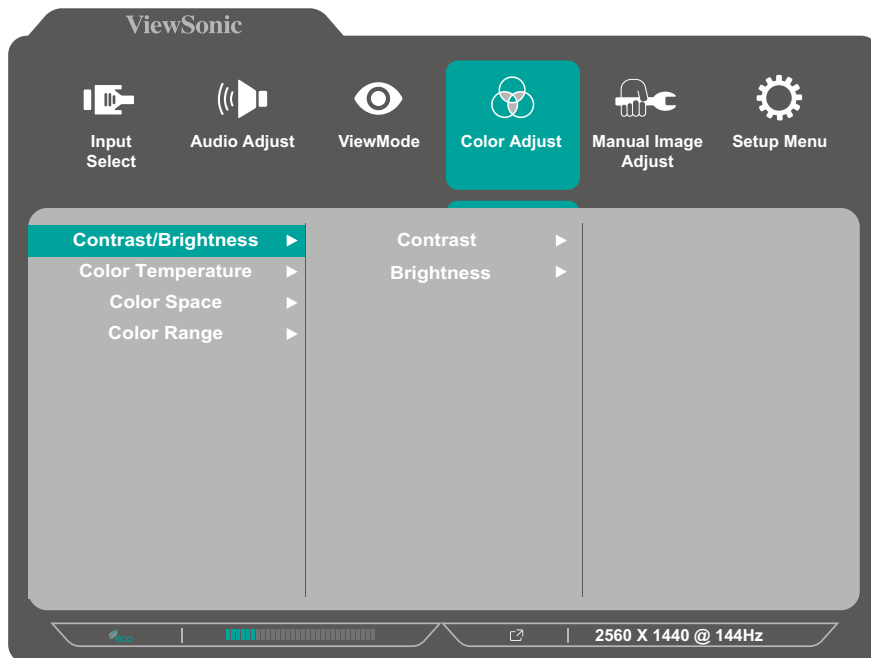 ViewSonic
Input
Select
Audio Adjust
ViewMode
Color Adjust
Manual Image
Adjust
Setup Menu
Contrast/Brightness
Color Temperature
Color Space
Color Range
Contrast
Brightness
eco
2560 X 1440 @ 144Hz